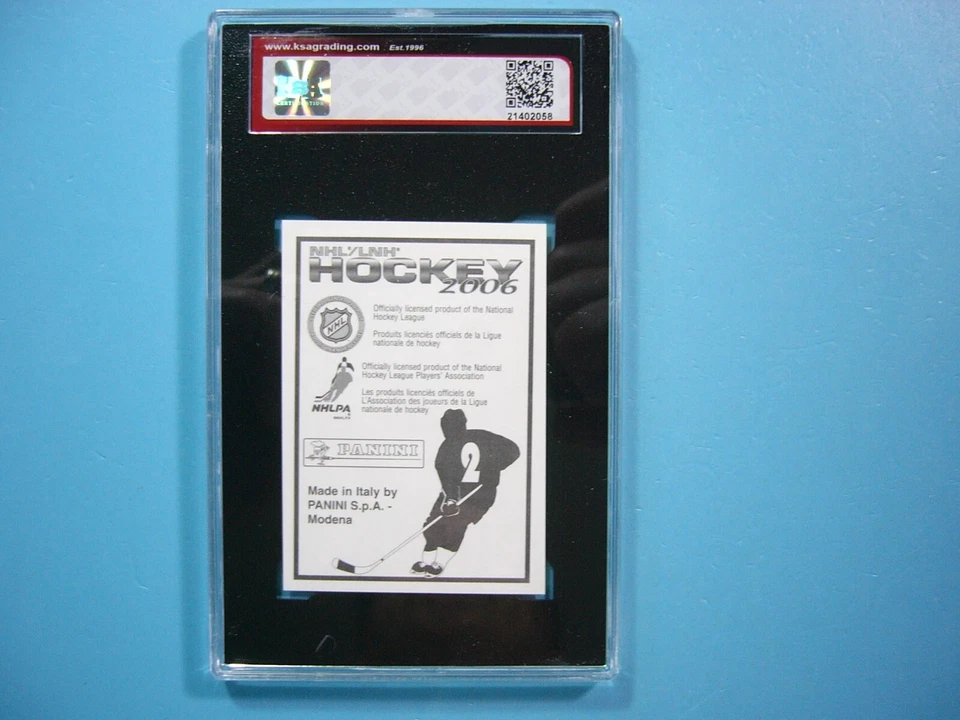 www.ksagrading.com Est.1996
KSA
CERTIFICATION
21402058
NHL/LNH
HOCKEY
2006
NHL
Officially licensed product of the National
Hockey League
Produits licenciés officiels de la Ligue
nationale de hockey
Officially licensed product of the National
Hockey League Players' Association
Les produits licenciés officiels de
L'Association des joueurs de la Ligue
nationale de hockey
NHLPA
PANINI
2
Made in Italy by
PANINI S.p.A. -
Modena